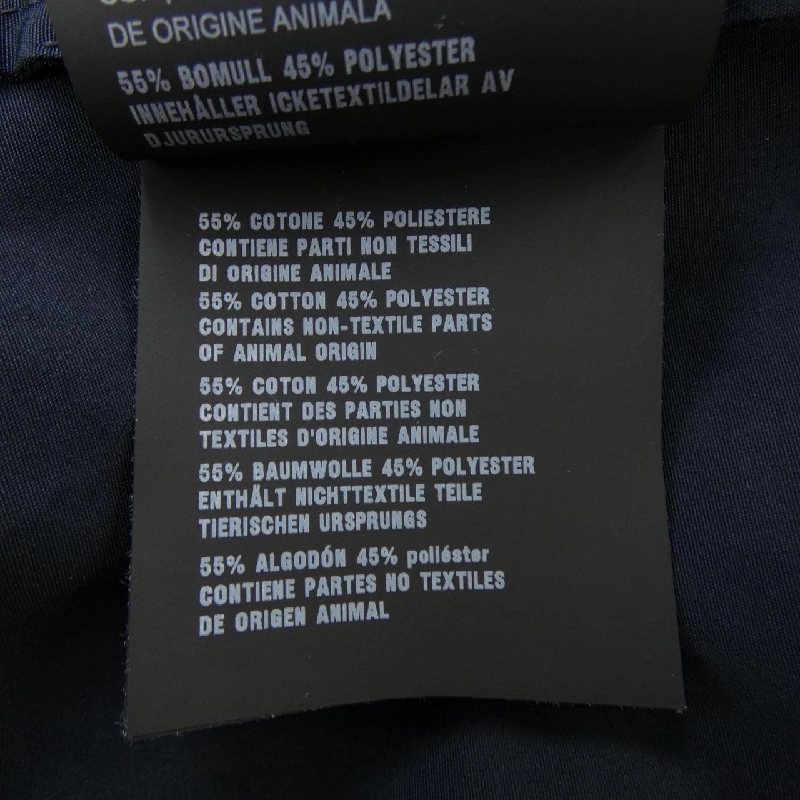 DE ORIGINE ANIMALĂ
55% BOMULL 45% POLYESTER
INNEHÅLLER ICKETEXTILDELAR AV
DJURURSPRUNG
55% COTONE 45% POLIESTERE
CONTIENE PARTI NON TESSILI
DI ORIGINE ANIMALE
55% COTTON 45% POLYESTER
CONTAINS NON-TEXTILE PARTS
OF ANIMAL ORIGIN
55% COTON 45% POLYESTER
CONTIENT DES PARTIES NON
TEXTILES D'ORIGINE ANIMALE
55% BAUMWOLLE 45% POLYESTER
ENTHÄLT NICHTTEXTILE TEILE
TIERISCHEN URSPRUNGS
55% ALGODÓN 45% poliéster
CONTIENE PARTES NO TEXTILES
DE ORIGEN ANIMAL